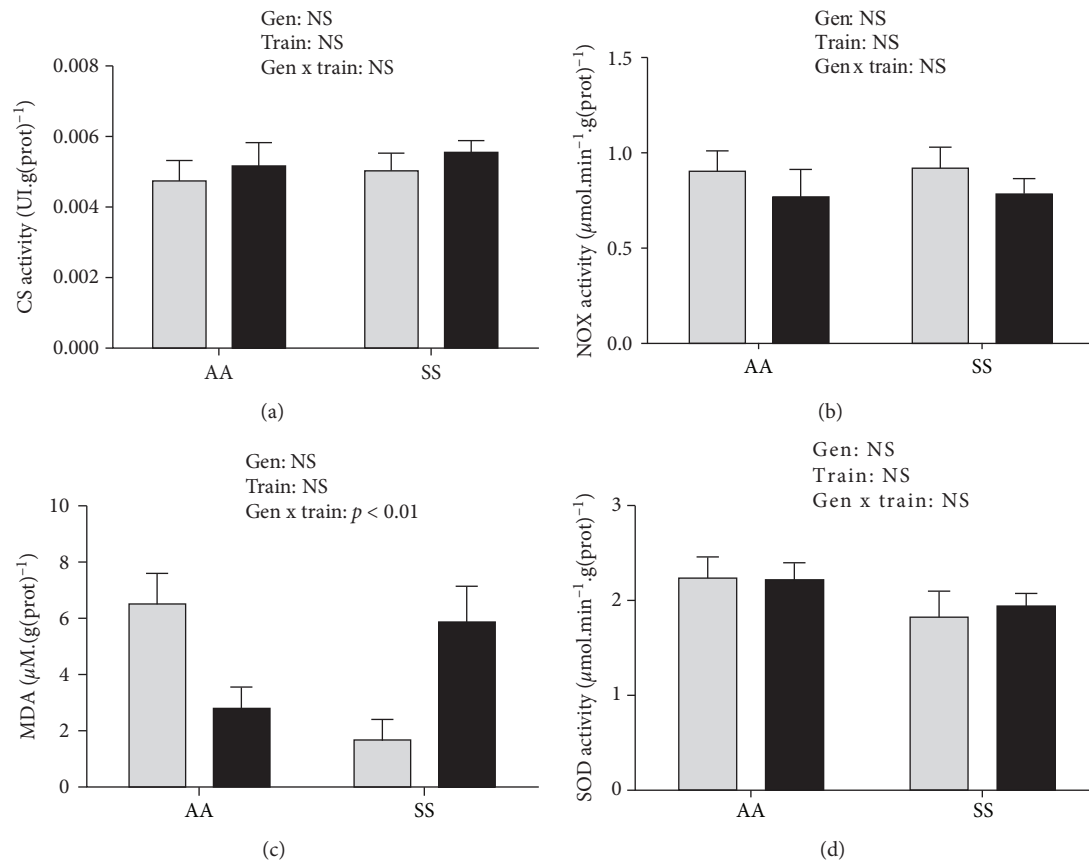 Gen: NS
Train: NS
Gen x train: NS
CS activity (UI.g(prot)⁻¹)
0.008
0.006
0.004
0.002
0.000
AA
SS
(a)
Gen: NS
Train: NS
Gen x train: NS
NOX activity (µmol.min⁻¹.g(prot)⁻¹)
1.5
1.0
0.5
0.0
AA
SS
(b)
Gen: NS
Train: NS
Gen x train: p < 0.01
MDA (µM.(g(prot)⁻¹)
10
8
6
4
2
0
AA
SS
(c)
Gen: NS
Train: NS
Gen x train: NS
SOD activity (µmol.min⁻¹.g(prot)⁻¹)
3
2
1
0
AA
SS
(d)